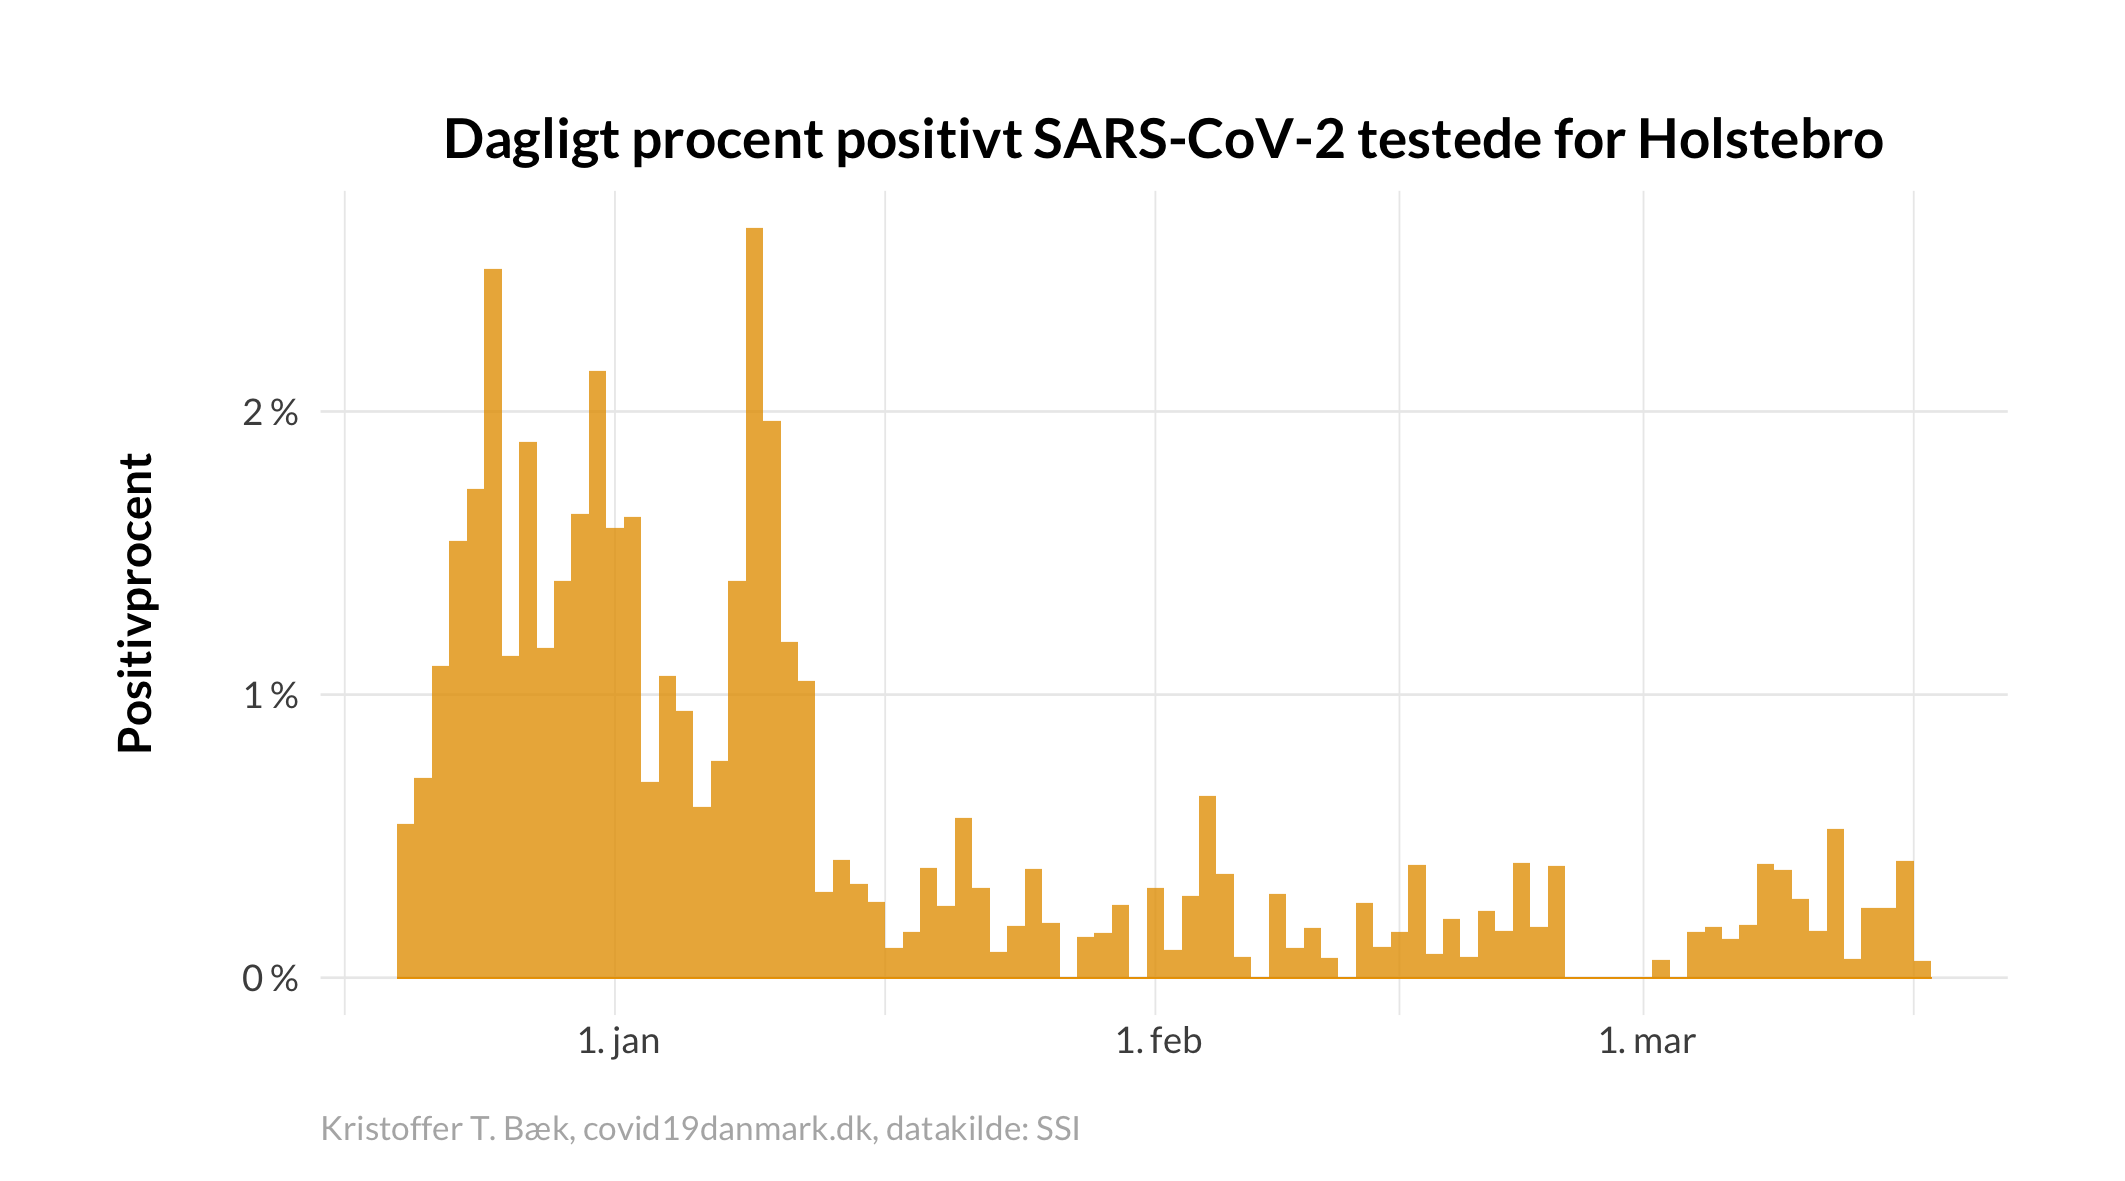 Dagligt procent positivt SARS-CoV-2 testede for Holstebro
Positivprocent
2 %
1 %
0 %
1. jan
1. feb
1. mar
Kristoffer T. Bæk, covid19danmark.dk, datakilde: SSI